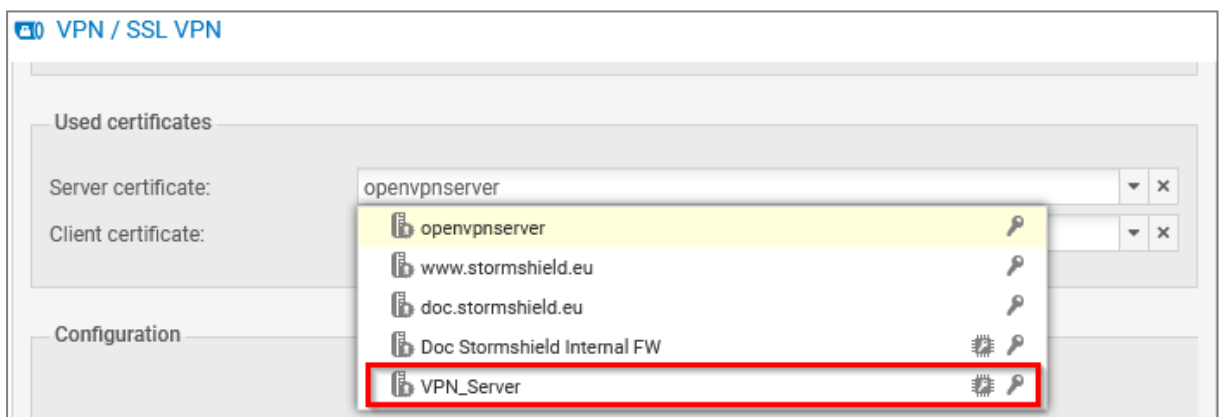 VPN / SSL VPN
Used certificates
Server certificate:
openvpnserver
Client certificate:
openvpnserver
www.stormshield.eu
doc.stormshield.eu
Doc Stormshield Internal FW
VPN_Server
Configuration